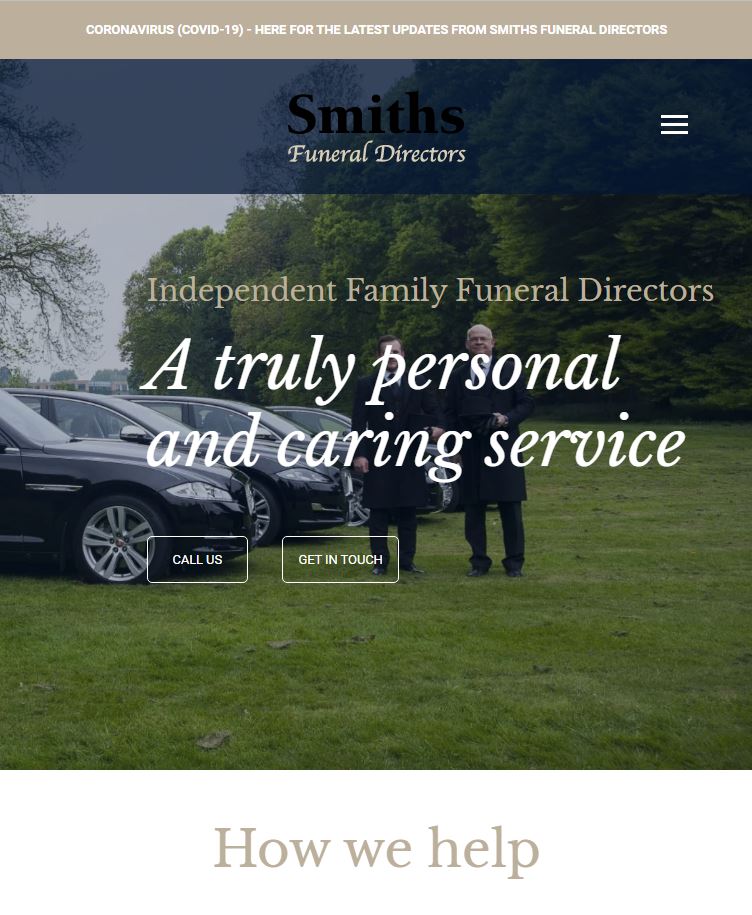 CORONAVIRUS (COVID-19) - HERE FOR THE LATEST UPDATES FROM SMITHS FUNERAL DIRECTORS
Smiths
Funeral Directors
Independent Family Funeral Directors
A truly personal
and caring service
CALL US
GET IN TOUCH
How we help